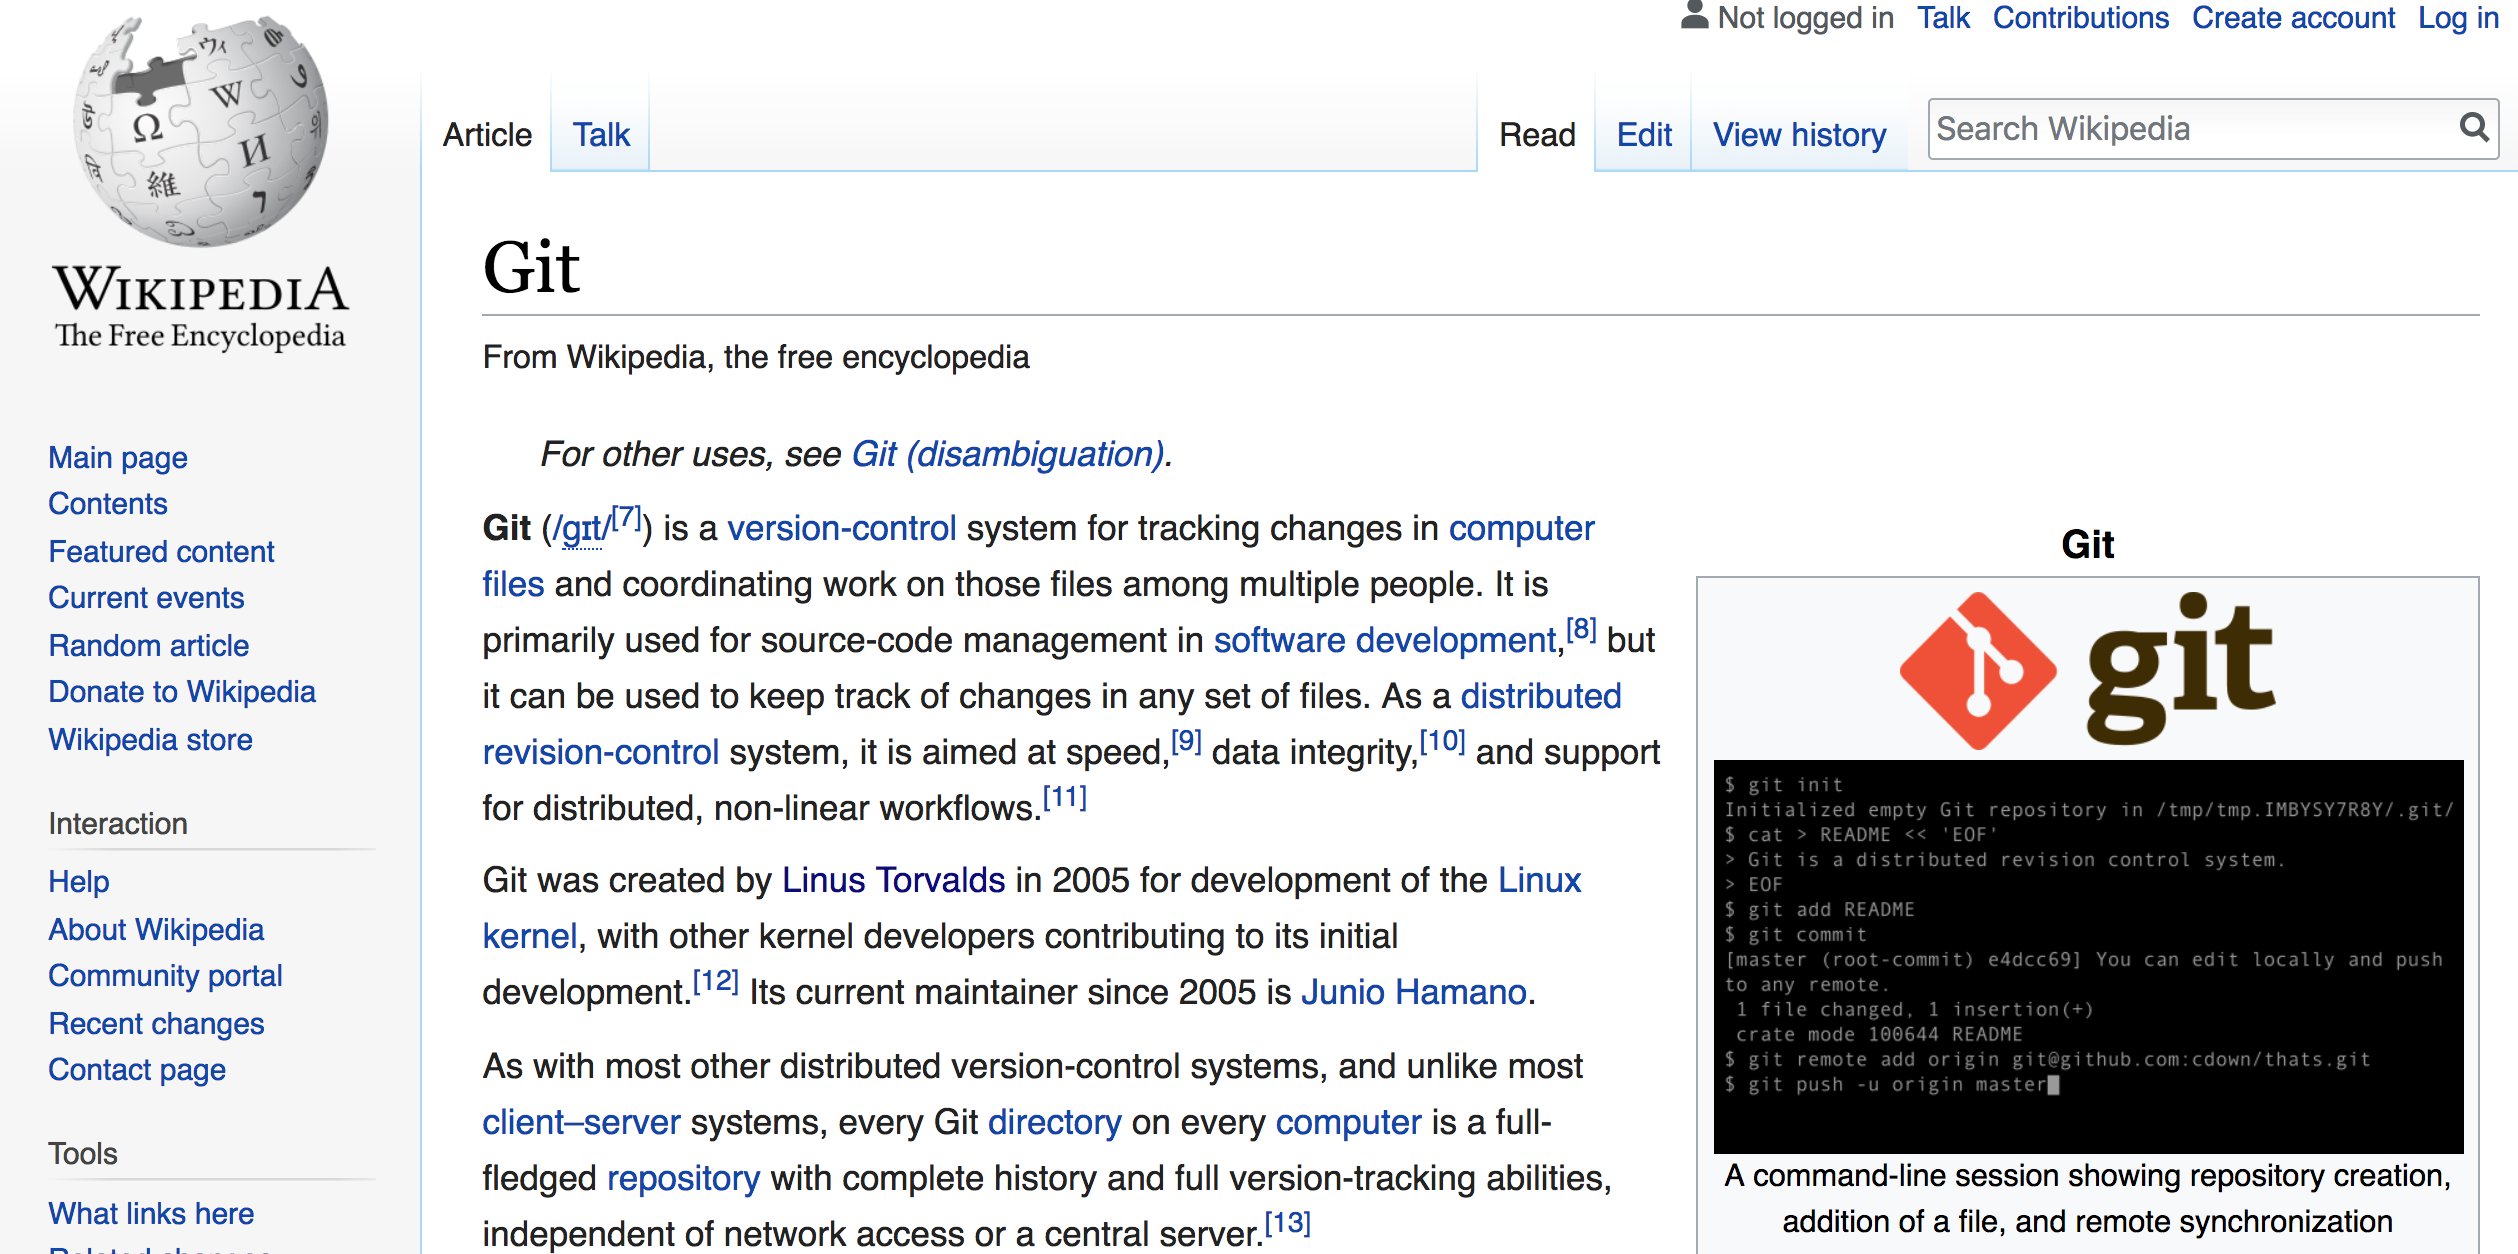 Not logged in Talk Contributions Create account Log in
Article Talk Read Edit View history Search Wikipedia
WIKIPEDIA
The Free Encyclopedia
Main page
Contents
Featured content
Current events
Random article
Donate to Wikipedia
Wikipedia store
Interaction
Help
About Wikipedia
Community portal
Recent changes
Contact page
Tools
What links here
Git
From Wikipedia, the free encyclopedia
For other uses, see Git (disambiguation).
Git (/ɡɪt/[7]) is a version-control system for tracking changes in computer
files and coordinating work on those files among multiple people. It is
primarily used for source-code management in software development,[8] but
it can be used to keep track of changes in any set of files. As a distributed
revision-control system, it is aimed at speed,[9] data integrity,[10] and support
for distributed, non-linear workflows.[11]
Git was created by Linus Torvalds in 2005 for development of the Linux
kernel, with other kernel developers contributing to its initial
development.[12] Its current maintainer since 2005 is Junio Hamano.
As with most other distributed version-control systems, and unlike most
client–server systems, every Git directory on every computer is a full-
fledged repository with complete history and full version-tracking abilities,
independent of network access or a central server.[13]
Git
git
$ git init
Initialized empty Git repository in /tmp/tmp.IMBYSY7R8Y/.git/
$ cat > README << 'EOF'
> Git is a distributed revision control system.
> EOF
$ git add README
$ git commit
[master (root-commit) e4dcc69] You can edit locally and push
to any remote.
1 file changed, 1 insertion(+)
crate mode 100644 README
$ git remote add origin git@github.com:cdown/thats.git
$ git push -u origin master
A command-line session showing repository creation,
addition of a file, and remote synchronization